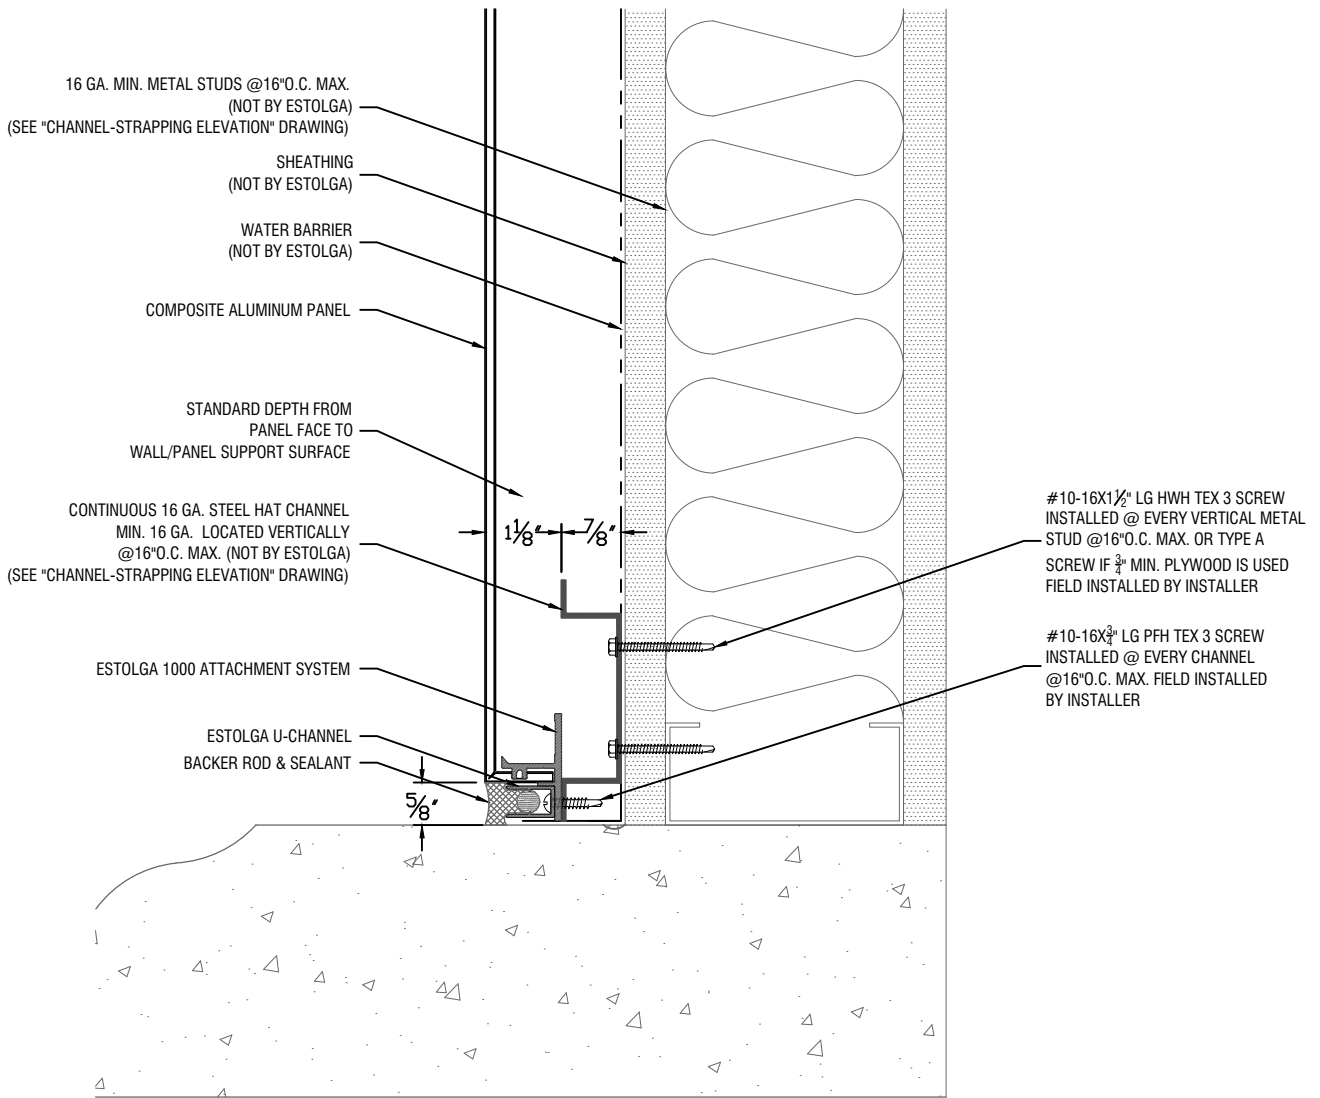 16 GA. MIN. METAL STUDS @16"O.C. MAX.
(NOT BY ESTOLGA)
(SEE "CHANNEL-STRAPPING ELEVATION" DRAWING)
SHEATHING
(NOT BY ESTOLGA)
WATER BARRIER
(NOT BY ESTOLGA)
COMPOSITE ALUMINUM PANEL
STANDARD DEPTH FROM
PANEL FACE TO
WALL/PANEL SUPPORT SURFACE
CONTINUOUS 16 GA. STEEL HAT CHANNEL
MIN. 16 GA. LOCATED VERTICALLY
@16"O.C. MAX. (NOT BY ESTOLGA)
(SEE "CHANNEL-STRAPPING ELEVATION" DRAWING)
1 1/8"
7/8"
ESTOLGA 1000 ATTACHMENT SYSTEM
ESTOLGA U-CHANNEL
BACKER ROD & SEALANT
5/8"
#10-16X1 1/2" LG HWH TEX 3 SCREW
INSTALLED @ EVERY VERTICAL METAL
STUD @16"O.C. MAX. OR TYPE A
SCREW IF 3/4" MIN. PLYWOOD IS USED
FIELD INSTALLED BY INSTALLER
#10-16X3/4" LG PFH TEX 3 SCREW
INSTALLED @ EVERY CHANNEL
@16"O.C. MAX. FIELD INSTALLED
BY INSTALLER